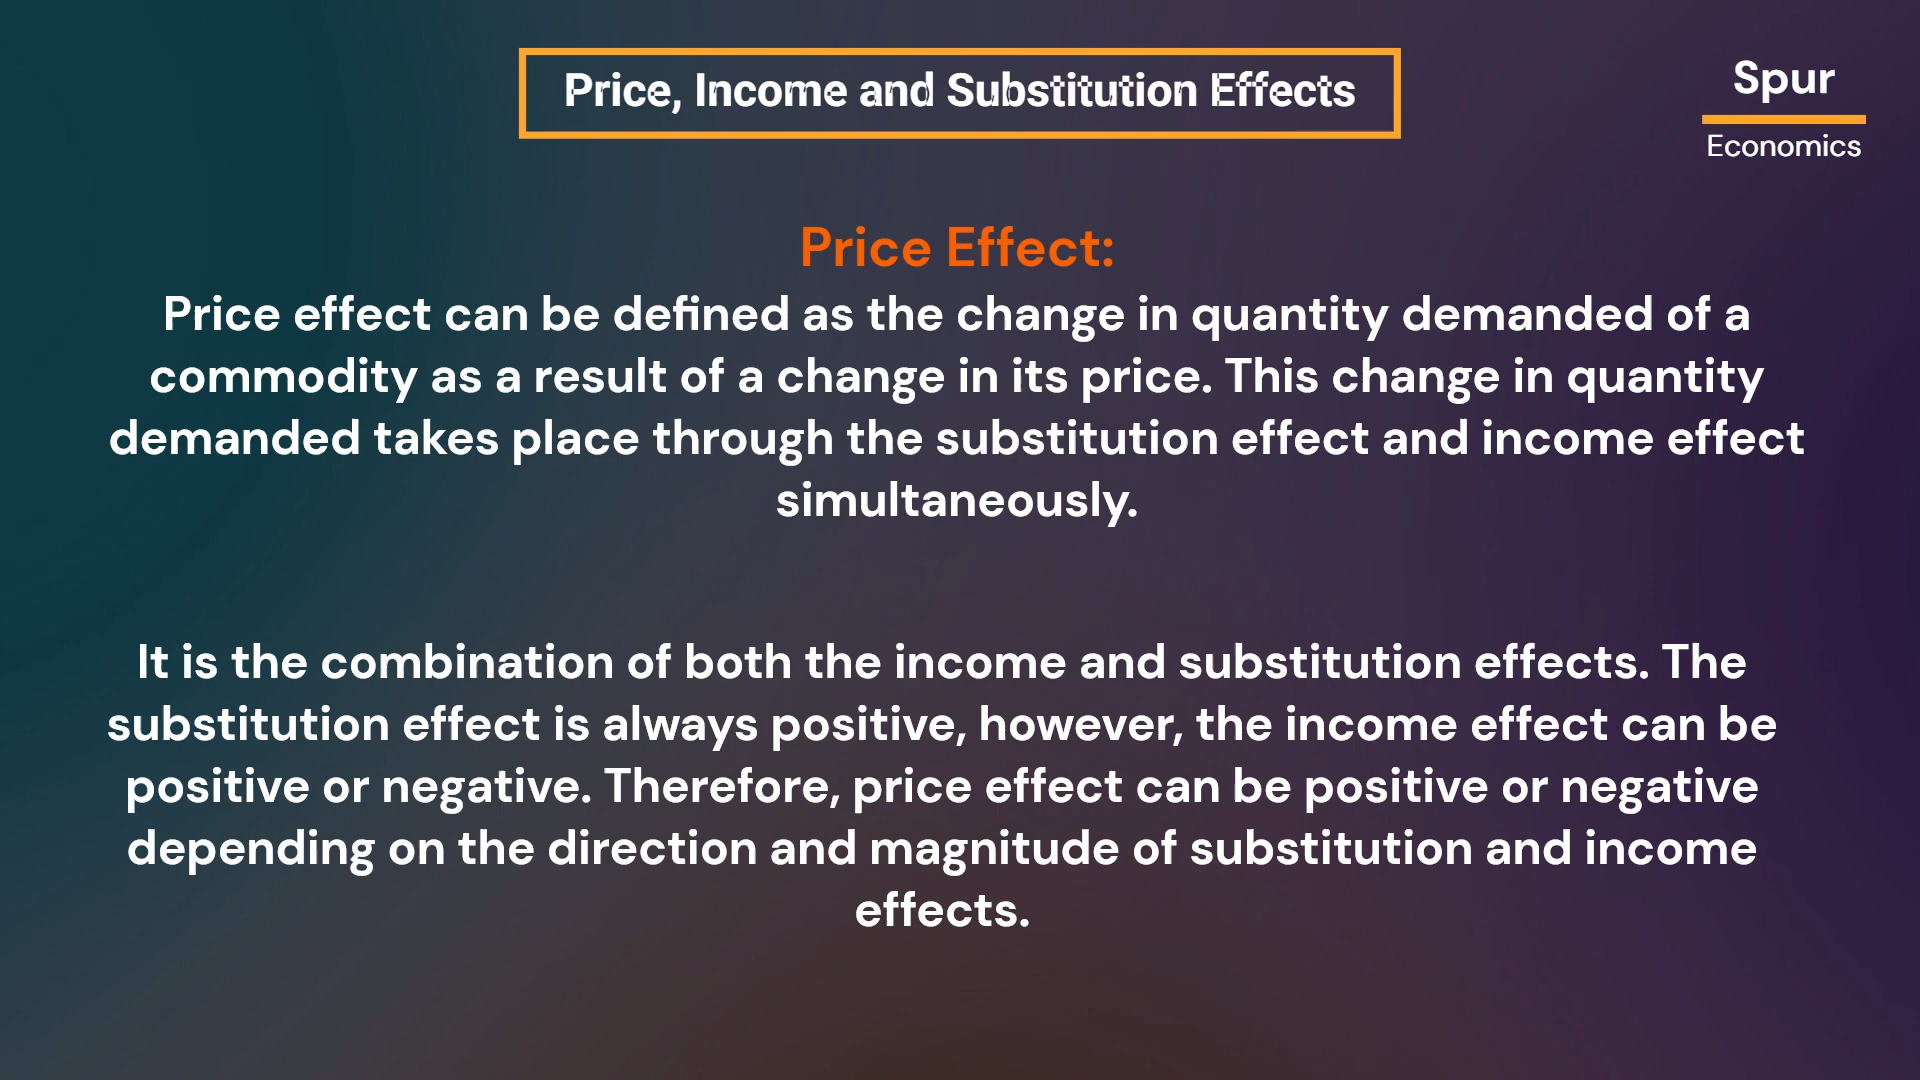 Price, Income and Substitution Effects
Spur
Economics
Price Effect:
Price effect can be defined as the change in quantity demanded of a
commodity as a result of a change in its price. This change in quantity
demanded takes place through the substitution effect and income effect
simultaneously.
It is the combination of both the income and substitution effects. The
substitution effect is always positive, however, the income effect can be
positive or negative. Therefore, price effect can be positive or negative
depending on the direction and magnitude of substitution and income
effects.